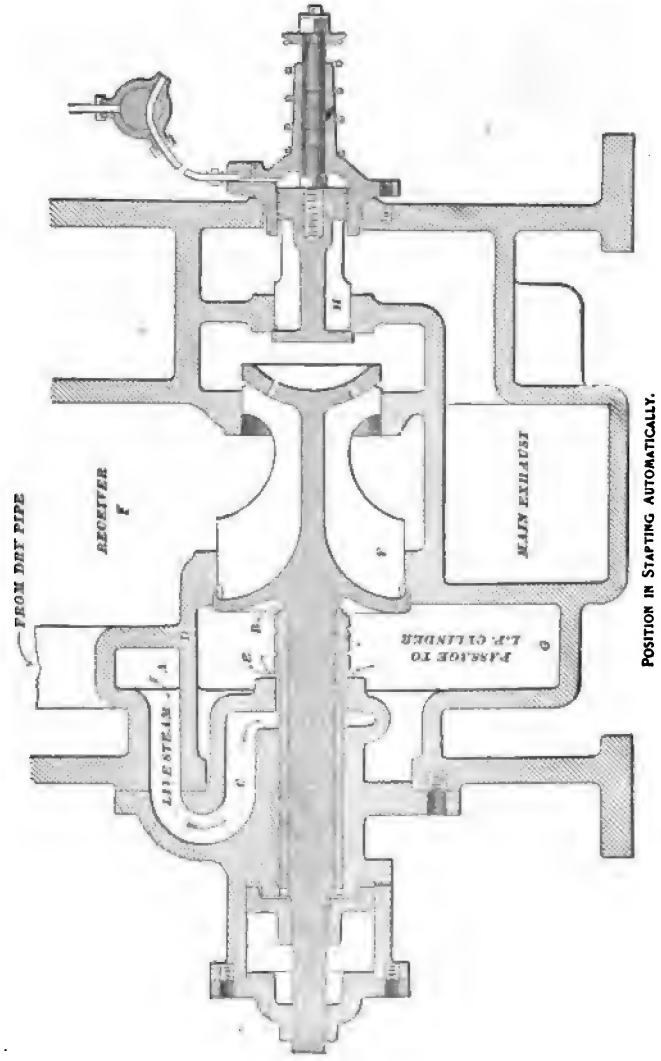 FROM DRY PIPE
RECEIVER
F
LIVE STEAM
A
D
C
E
B
F
H
PASSAGE TO
L.P. CYLINDER
G
MAIN EXHAUST
POSITION IN STAPTING AUTOMATICALLY.